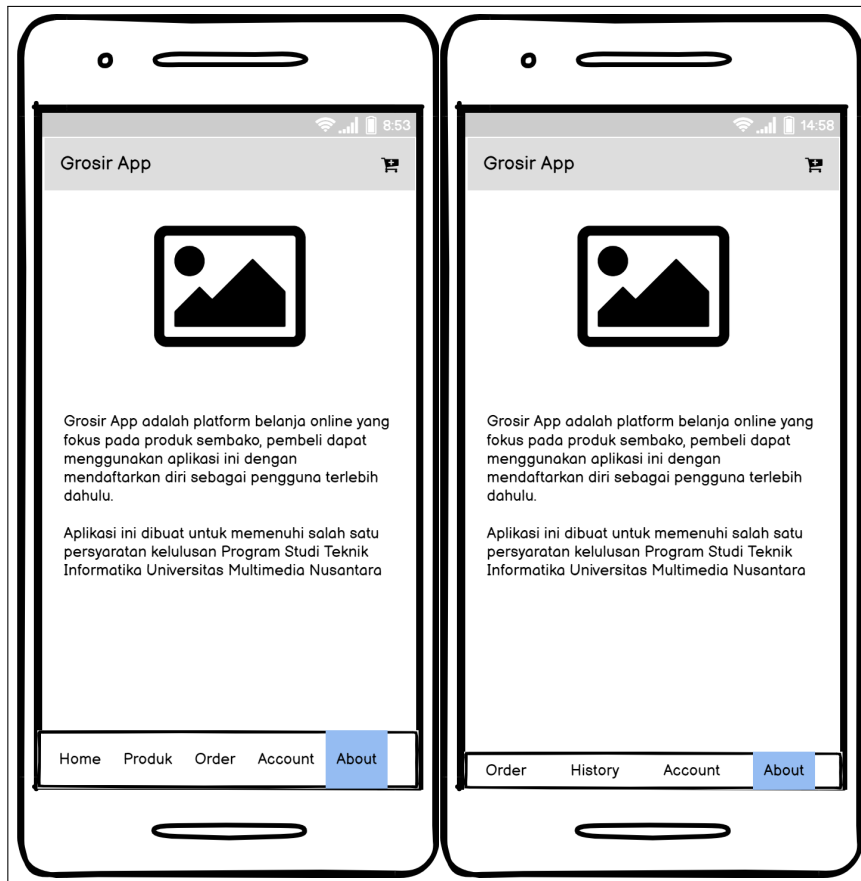 8:53
Grosir App
Grosir App adalah platform belanja online yang
fokus pada produk sembako, pembeli dapat
menggunakan aplikasi ini dengan
mendaftarkan diri sebagai pengguna terlebih
dahulu.
Aplikasi ini dibuat untuk memenuhi salah satu
persyaratan kelulusan Program Studi Teknik
Informatika Universitas Multimedia Nusantara
Home Produk Order Account About
14:58
Grosir App
Grosir App adalah platform belanja online yang
fokus pada produk sembako, pembeli dapat
menggunakan aplikasi ini dengan
mendaftarkan diri sebagai pengguna terlebih
dahulu.
Aplikasi ini dibuat untuk memenuhi salah satu
persyaratan kelulusan Program Studi Teknik
Informatika Universitas Multimedia Nusantara
Order History Account About